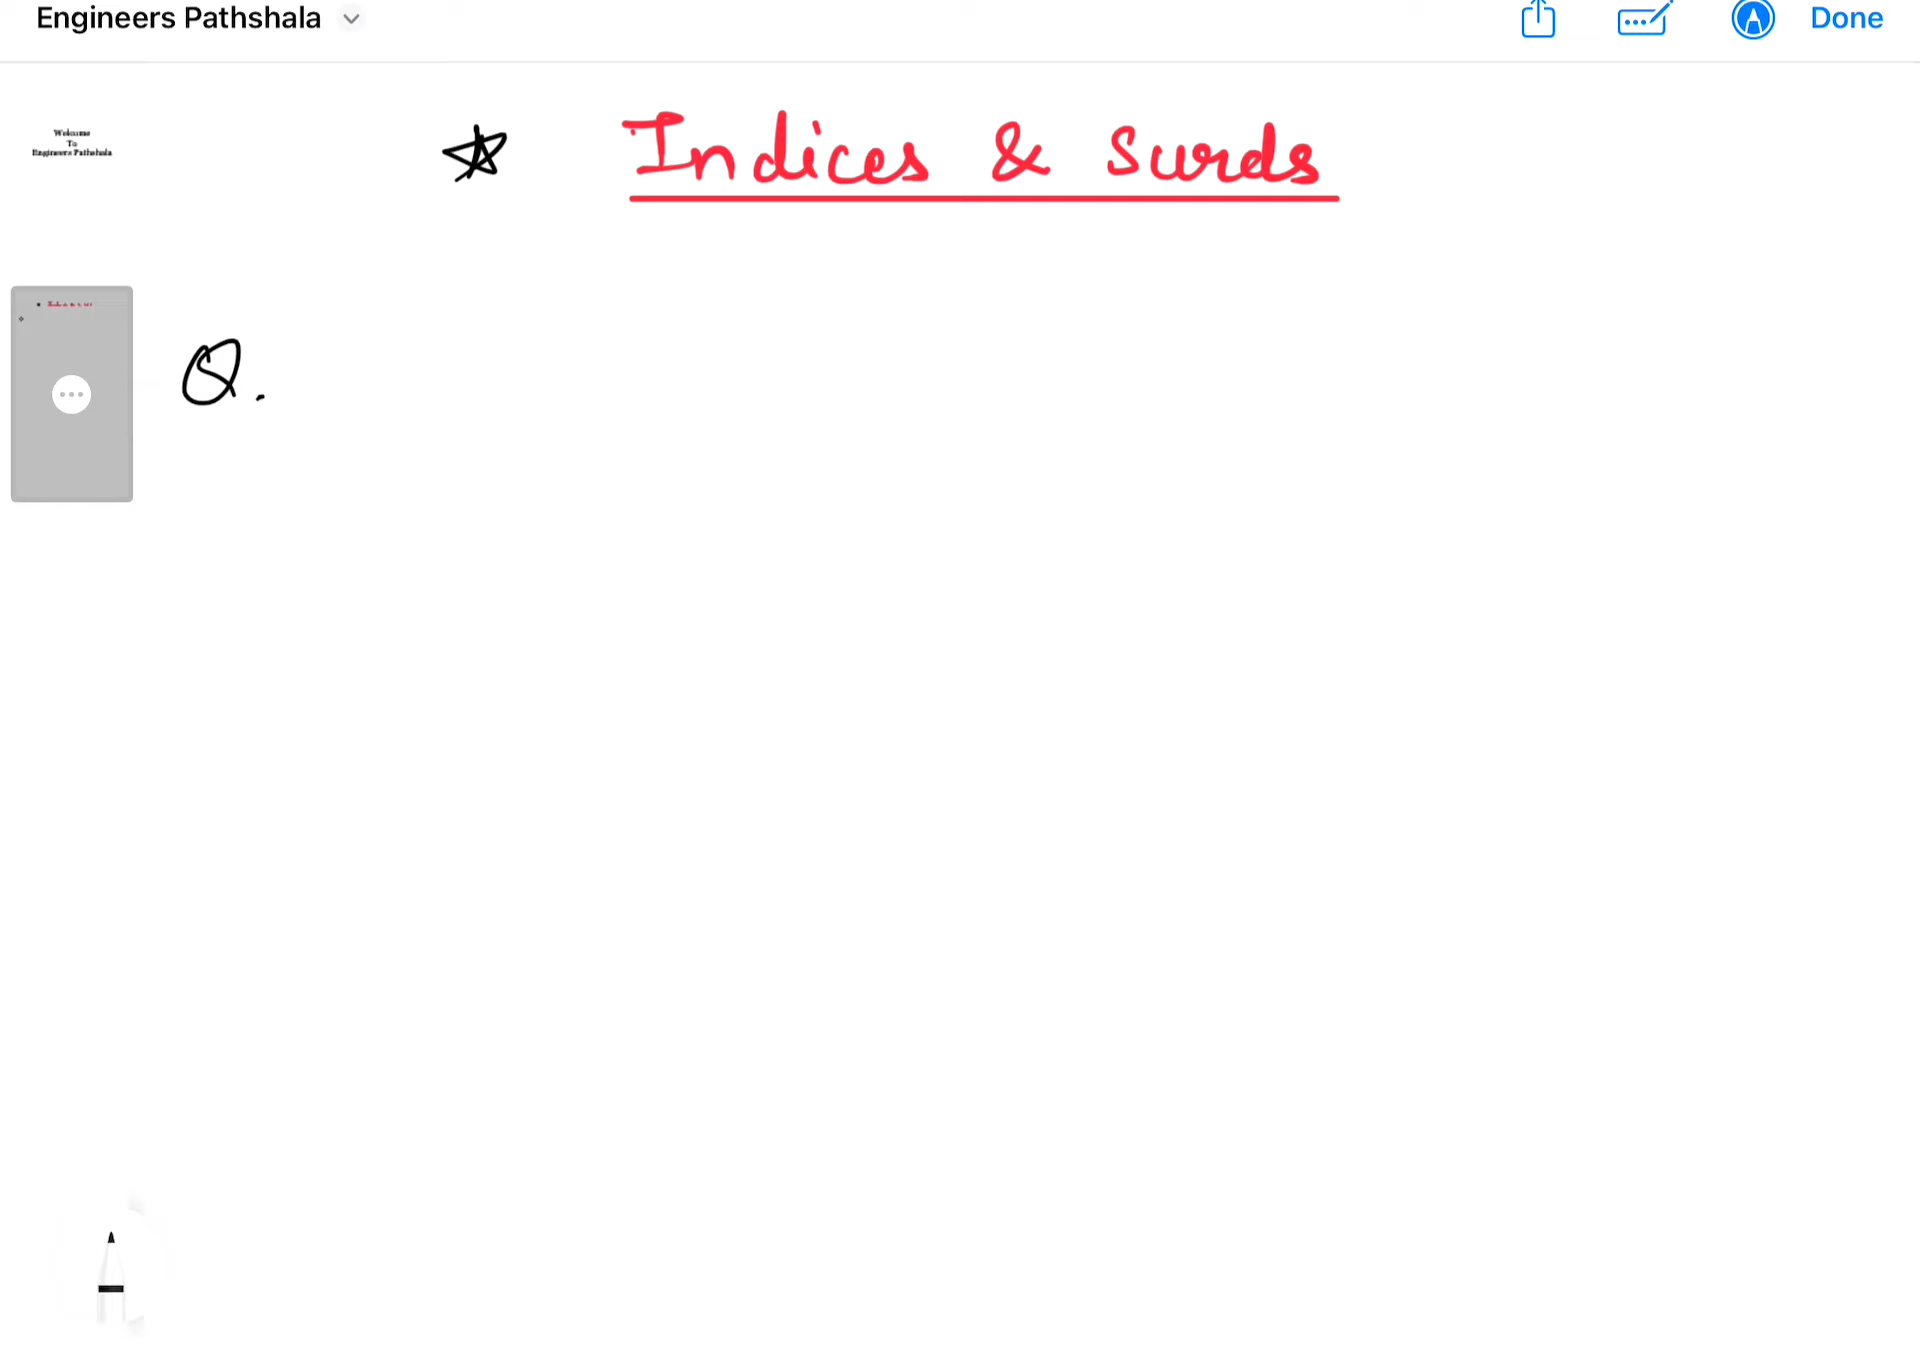 Engineers Pathshala
Done
Welcome
To
Engineers Pathshala
Indices & Surds
Q.